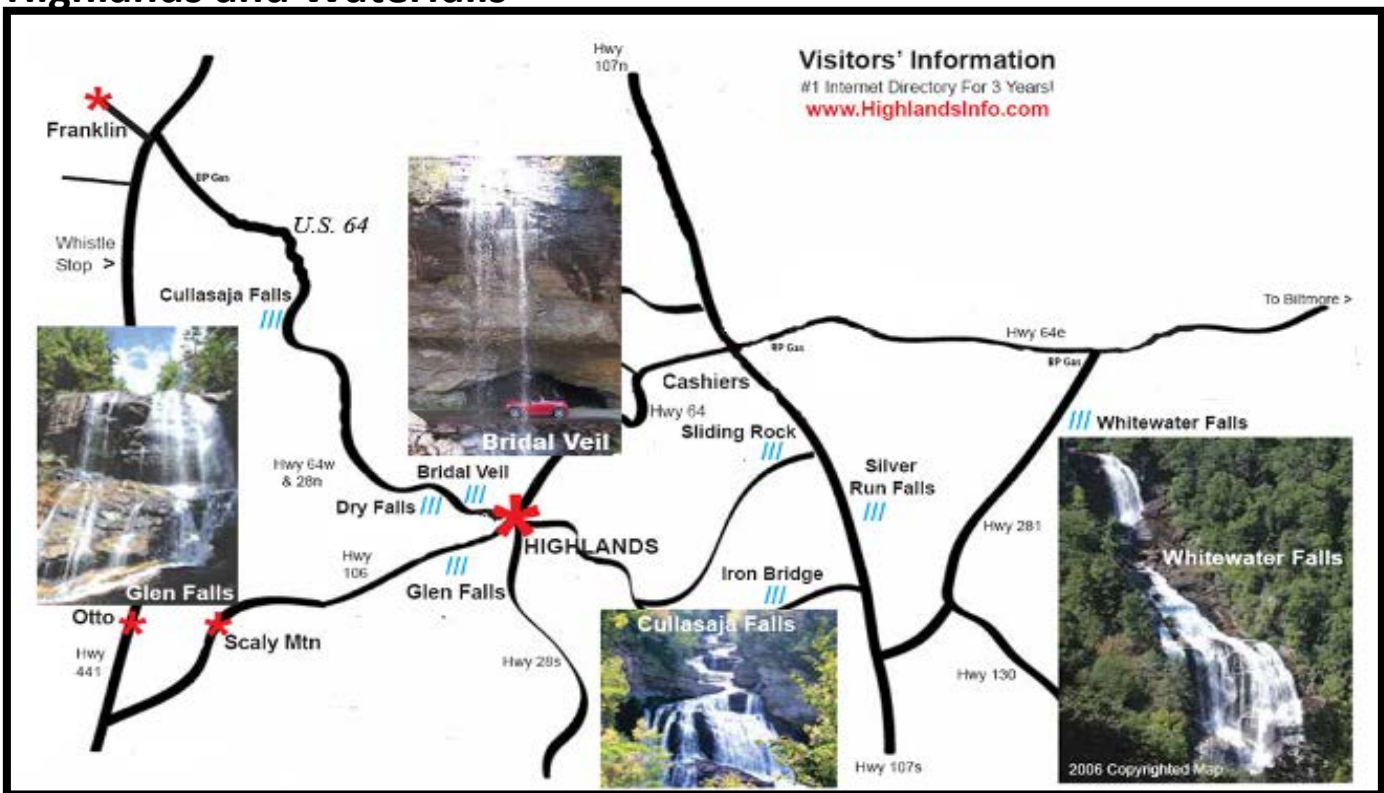 Highlands and Waterfalls
Hwy
107n
Visitors' Information
#1 Internet Directory For 3 Years!
www.HighlandsInfo.com
Franklin
BP Gas
U.S. 64
Whistle
Stop >
Cullasaja Falls
To Biltmore >
Hwy 64e
BP Gas
BP Gas
Cashiers
Hwy 64
Sliding Rock
Whitewater Falls
Bridal Veil
Hwy 64w
& 28n
Bridal Veil
Dry Falls
Silver
Run Falls
Hwy 281
HIGHLANDS
Hwy
106
Glen Falls
Glen Falls
Iron Bridge
Whitewater Falls
Otto
Scaly Mtn
Cullasaja Falls
Hwy
441
Hwy 28s
Hwy 130
Hwy 107s
2006 Copyrighted Map